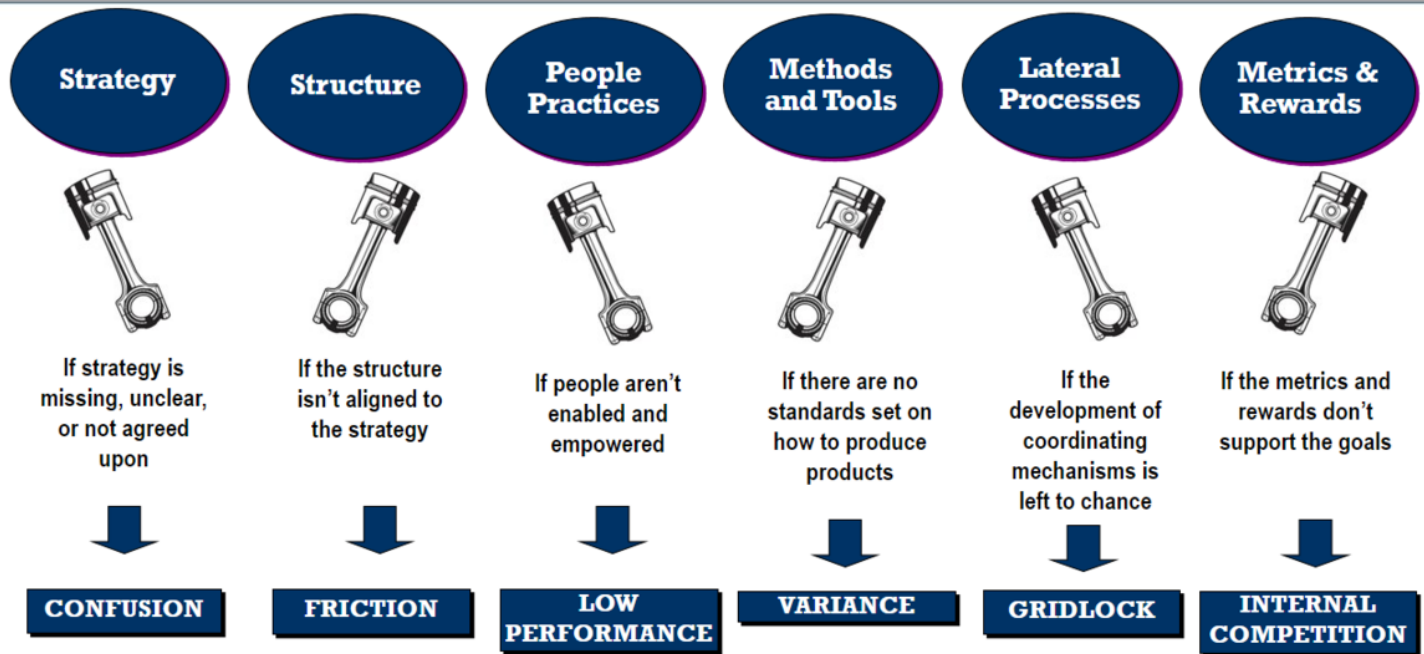 Strategy
Structure
People
Practices
Methods
and Tools
Lateral
Processes
Metrics &
Rewards
If strategy is
missing, unclear,
or not agreed
upon
If the structure
isn't aligned to
the strategy
If people aren't
enabled and
empowered
If there are no
standards set on
how to produce
products
If the
development of
coordinating
mechanisms is
left to chance
If the metrics and
rewards don't
support the goals
CONFUSION
FRICTION
LOW
PERFORMANCE
VARIANCE
GRIDLOCK
INTERNAL
COMPETITION